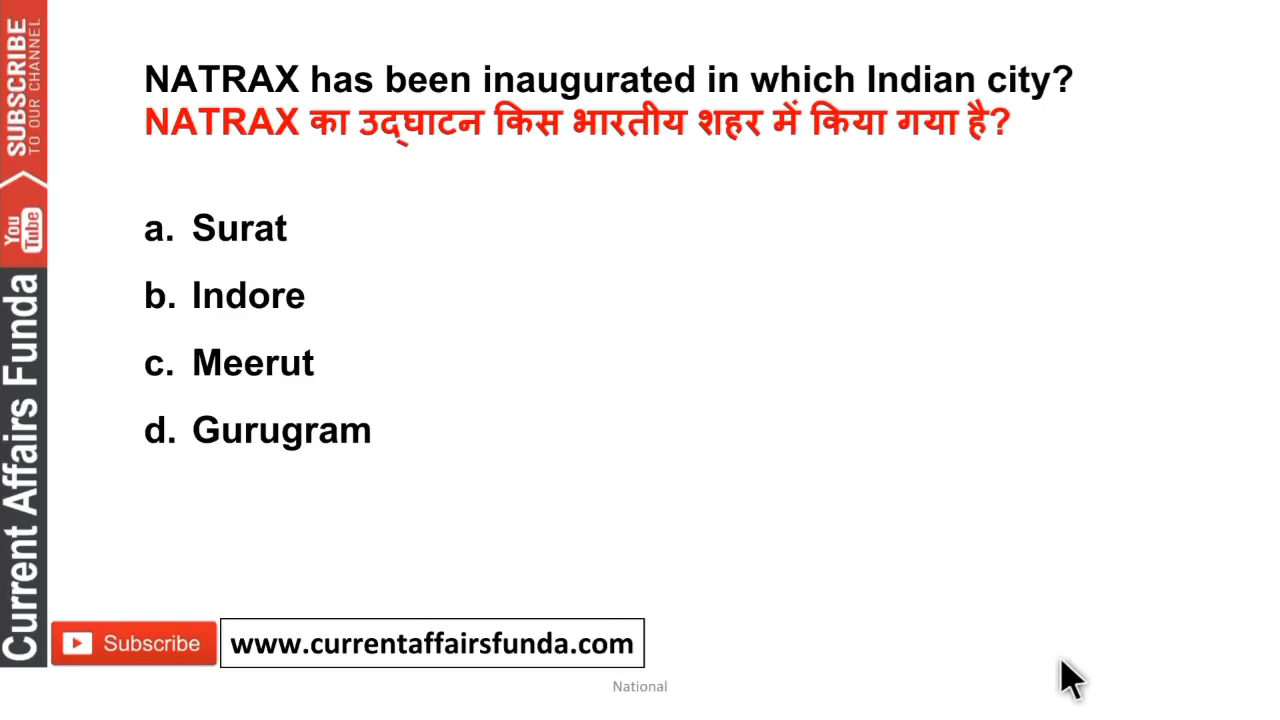 NATRAX has been inaugurated in which Indian city?
NATRAX का उद्घाटन किस भारतीय शहर में किया गया है?
a. Surat
b. Indore
c. Meerut
d. Gurugram
SUBSCRIBE
TO OUR CHANNEL
You
Tube
Current Affairs Funda
Subscribe
www.currentaffairsfunda.com
National